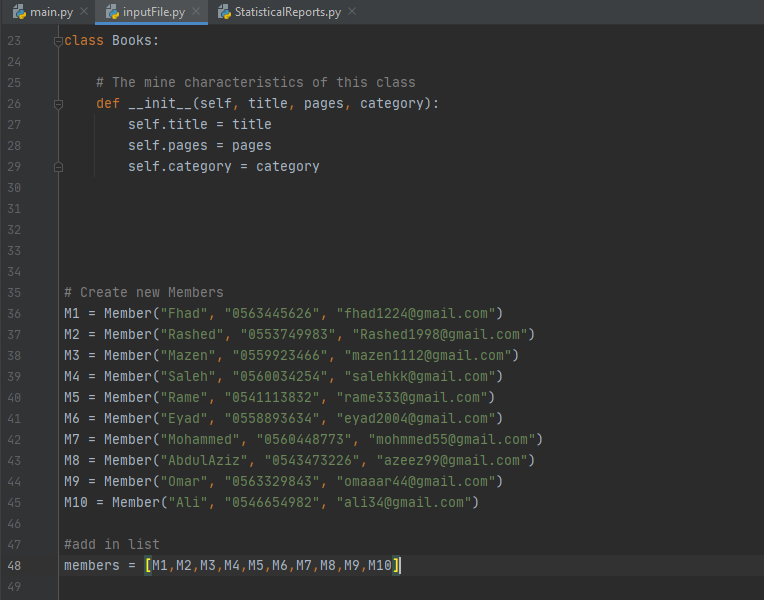 main.py inputFile.py StatisticalReports.py
23 class Books:
24
25 # The mine characteristics of this class
26 def __init__(self, title, pages, category):
27 self.title = title
28 self.pages = pages
29 self.category = category
30
31
32
33
34
35 # Create new Members
36 M1 = Member("Fhad", "0563445626", "fhad1224@gmail.com")
37 M2 = Member("Rashed", "0553749983", "Rashed1998@gmail.com")
38 M3 = Member("Mazen", "0559923466", "mazen1112@gmail.com")
39 M4 = Member("Saleh", "0560034254", "salehkk@gmail.com")
40 M5 = Member("Rame", "0541113832", "rame333@gmail.com")
41 M6 = Member("Eyad", "0558893634", "eyad2004@gmail.com")
42 M7 = Member("Mohammed", "0560448773", "mohmmed55@gmail.com")
43 M8 = Member("AbdulAziz", "0543473226", "azeez99@gmail.com")
44 M9 = Member("Omar", "0563329843", "omaaar44@gmail.com")
45 M10 = Member("Ali", "0546654982", "ali34@gmail.com")
46
47 #add in list
48 members = [M1,M2,M3,M4,M5,M6,M7,M8,M9,M10]
49